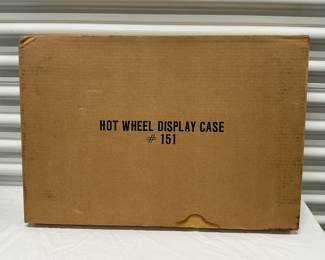 HOT WHEEL DISPLAY CASE
# 151